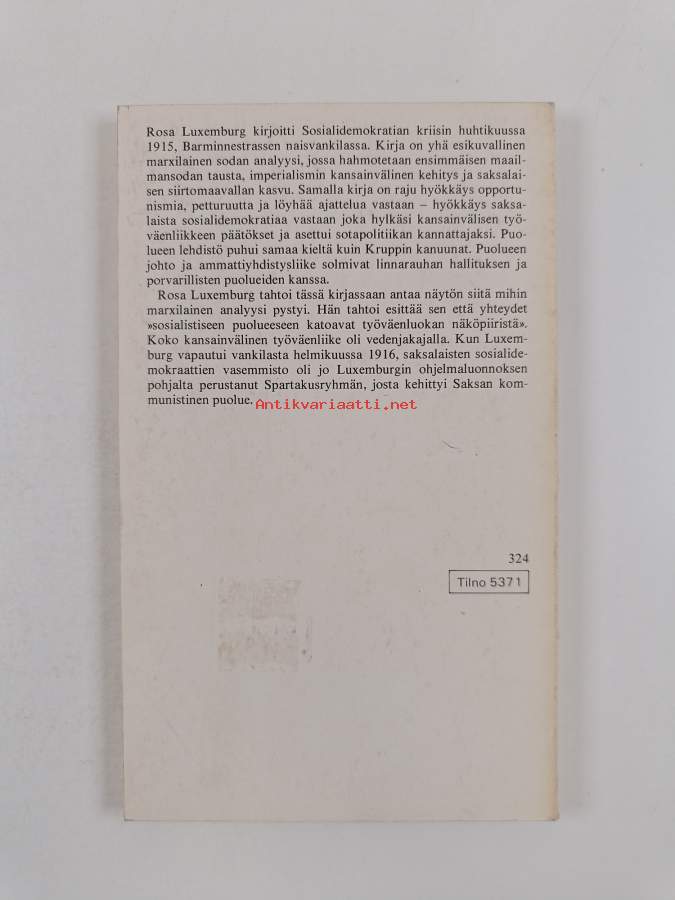 Rosa Luxemburg kirjoitti Sosialidemokratian kriisin huhtikuussa
1915, Barminnestrassen naisvankilassa. Kirja on yhä esikuvallinen
marxilainen sodan analyysi, jossa hahmotetaan ensimmäisen maail-
mansodan tausta, imperialismin kansainvälinen kehitys ja saksalai-
sen siirtomaavallan kasvu. Samalla kirja on raju hyökkäys opportu-
nismia, petturuutta ja löyhää ajattelua vastaan – hyökkäys saksa-
laista sosialidemokratiaa vastaan joka hylkäsi kansainvälisen työ-
väenliikkeen päätökset ja asettui sotapolitiikan kannattajaksi. Puo-
lueen lehdistö puhui samaa kieltä kuin Kruppin kanuunat. Puolueen
johto ja ammattiyhdistysliike solmivat linnarauhan hallituksen ja
porvarillisten puolueiden kanssa.
Rosa Luxemburg tahtoi tässä kirjassaan antaa näytön siitä mihin
marxilainen analyysi pystyi. Hän tahtoi esittää sen että yhteydet
»sosialistiseen puolueeseen katoavat työväenluokan näköpiiristä».
Koko kansainvälinen työväenliike oli vedenjakajalla. Kun Luxem-
burg vapautui vankilasta helmikuussa 1916, saksalaisten sosialide-
mokraattien vasemmisto oli jo Luxemburgin ohjelmaluonnoksen
pohjalta perustanut Spartakusryhmän, josta kehittyi Saksan kom-
munistinen puolue.
Antikvariaatti.net
324
Tilno 5371